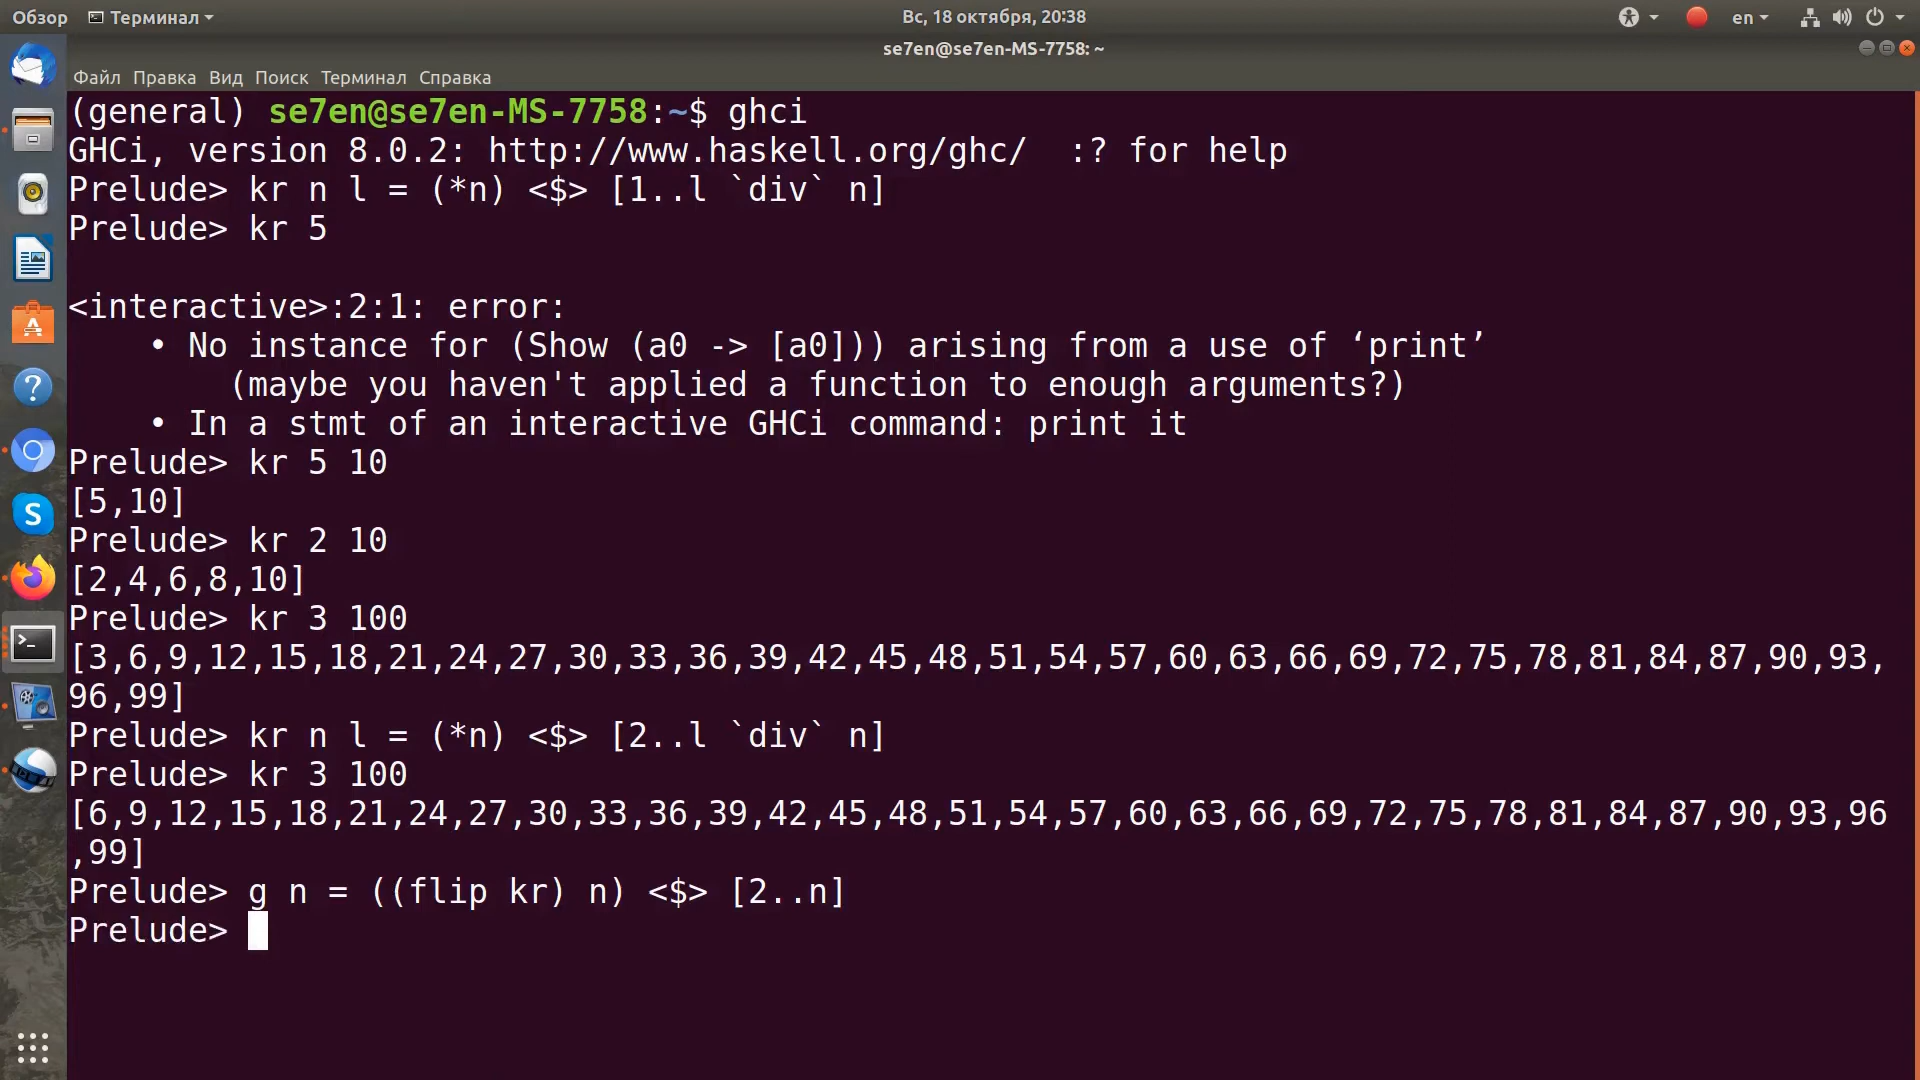 Обзор Терминал Вс, 18 октября, 20:38 en
se7en@se7en-MS-7758: ~
Файл Правка Вид Поиск Терминал Справка
(general) se7en@se7en-MS-7758:~$ ghci
GHCi, version 8.0.2: http://www.haskell.org/ghc/  :? for help
Prelude> kr n l = (*n) <$> [1..l `div` n]
Prelude> kr 5
<interactive>:2:1: error:
    • No instance for (Show (a0 -> [a0])) arising from a use of ‘print’
        (maybe you haven't applied a function to enough arguments?)
    • In a stmt of an interactive GHCi command: print it
Prelude> kr 5 10
[5,10]
Prelude> kr 2 10
[2,4,6,8,10]
Prelude> kr 3 100
[3,6,9,12,15,18,21,24,27,30,33,36,39,42,45,48,51,54,57,60,63,66,69,72,75,78,81,84,87,90,93,
96,99]
Prelude> kr n l = (*n) <$> [2..l `div` n]
Prelude> kr 3 100
[6,9,12,15,18,21,24,27,30,33,36,39,42,45,48,51,54,57,60,63,66,69,72,75,78,81,84,87,90,93,96
,99]
Prelude> g n = ((flip kr) n) <$> [2..n]
Prelude>